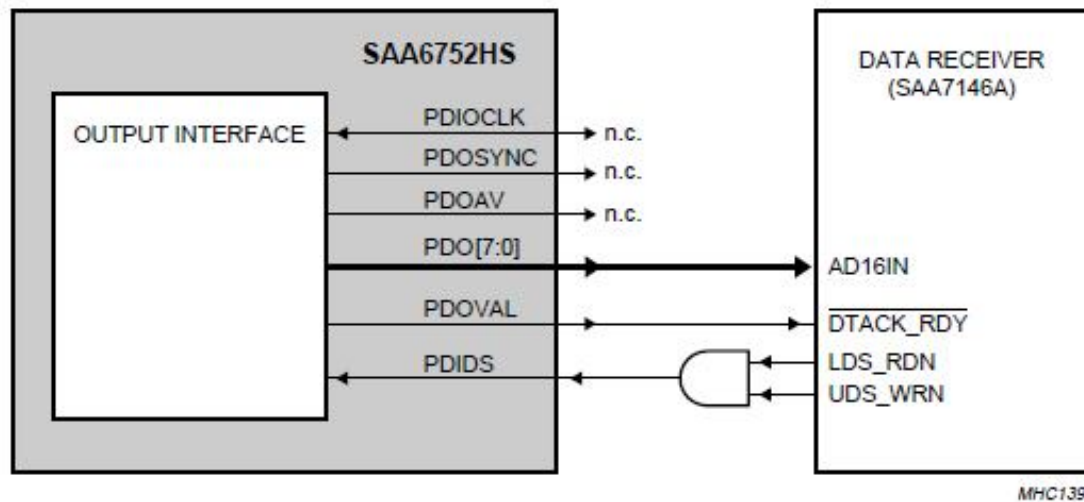 SAA6752HS
DATA RECEIVER
(SAA7146A)
OUTPUT INTERFACE
PDIOCLK
n.c.
PDOSYNC
n.c.
PDOAV
n.c.
PDO[7:0]
AD16IN
PDOVAL
DTACK_RDY
PDIDS
LDS_RDN
UDS_WRN
MHC139